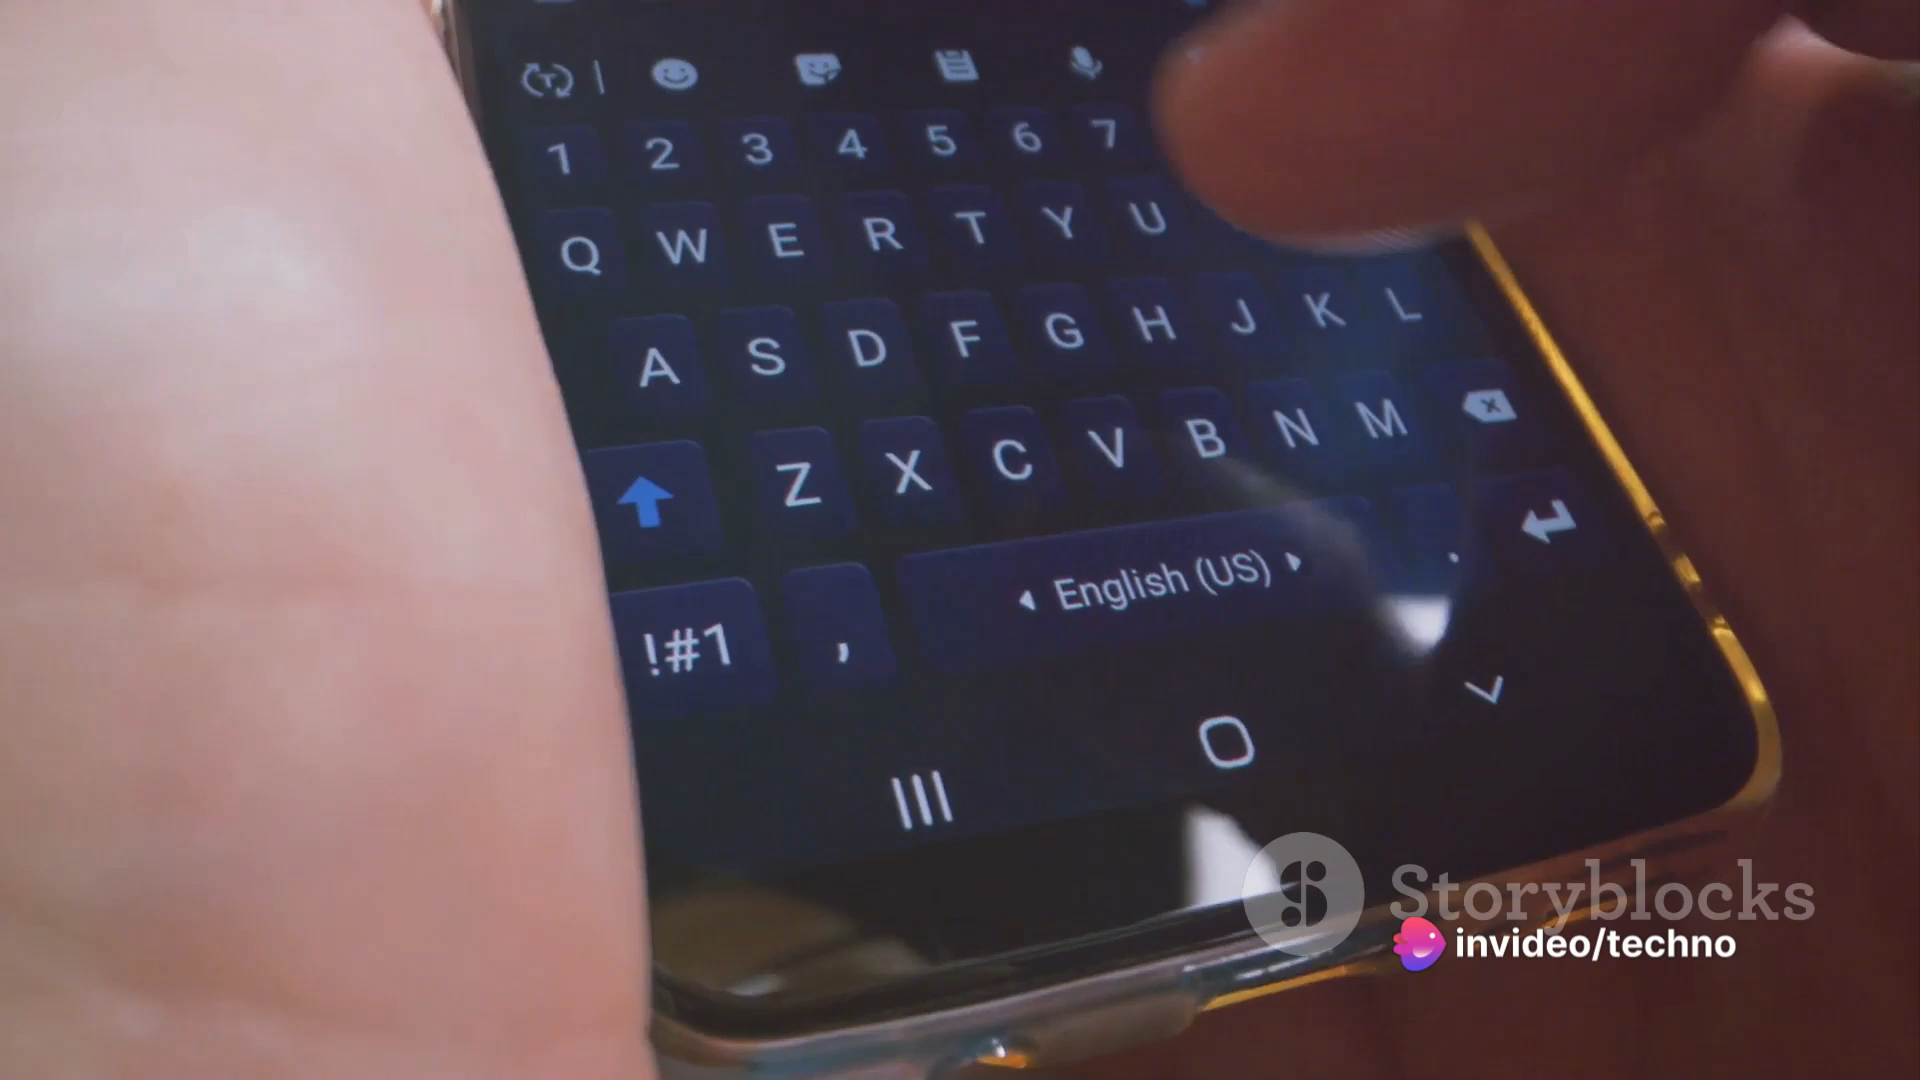 1 2 3 4 5 6 7
Q W E R T Y U
A S D F G H J K L
Z X C V B N M
!#1 , English (US) .
Storyblocks
invideo/techno